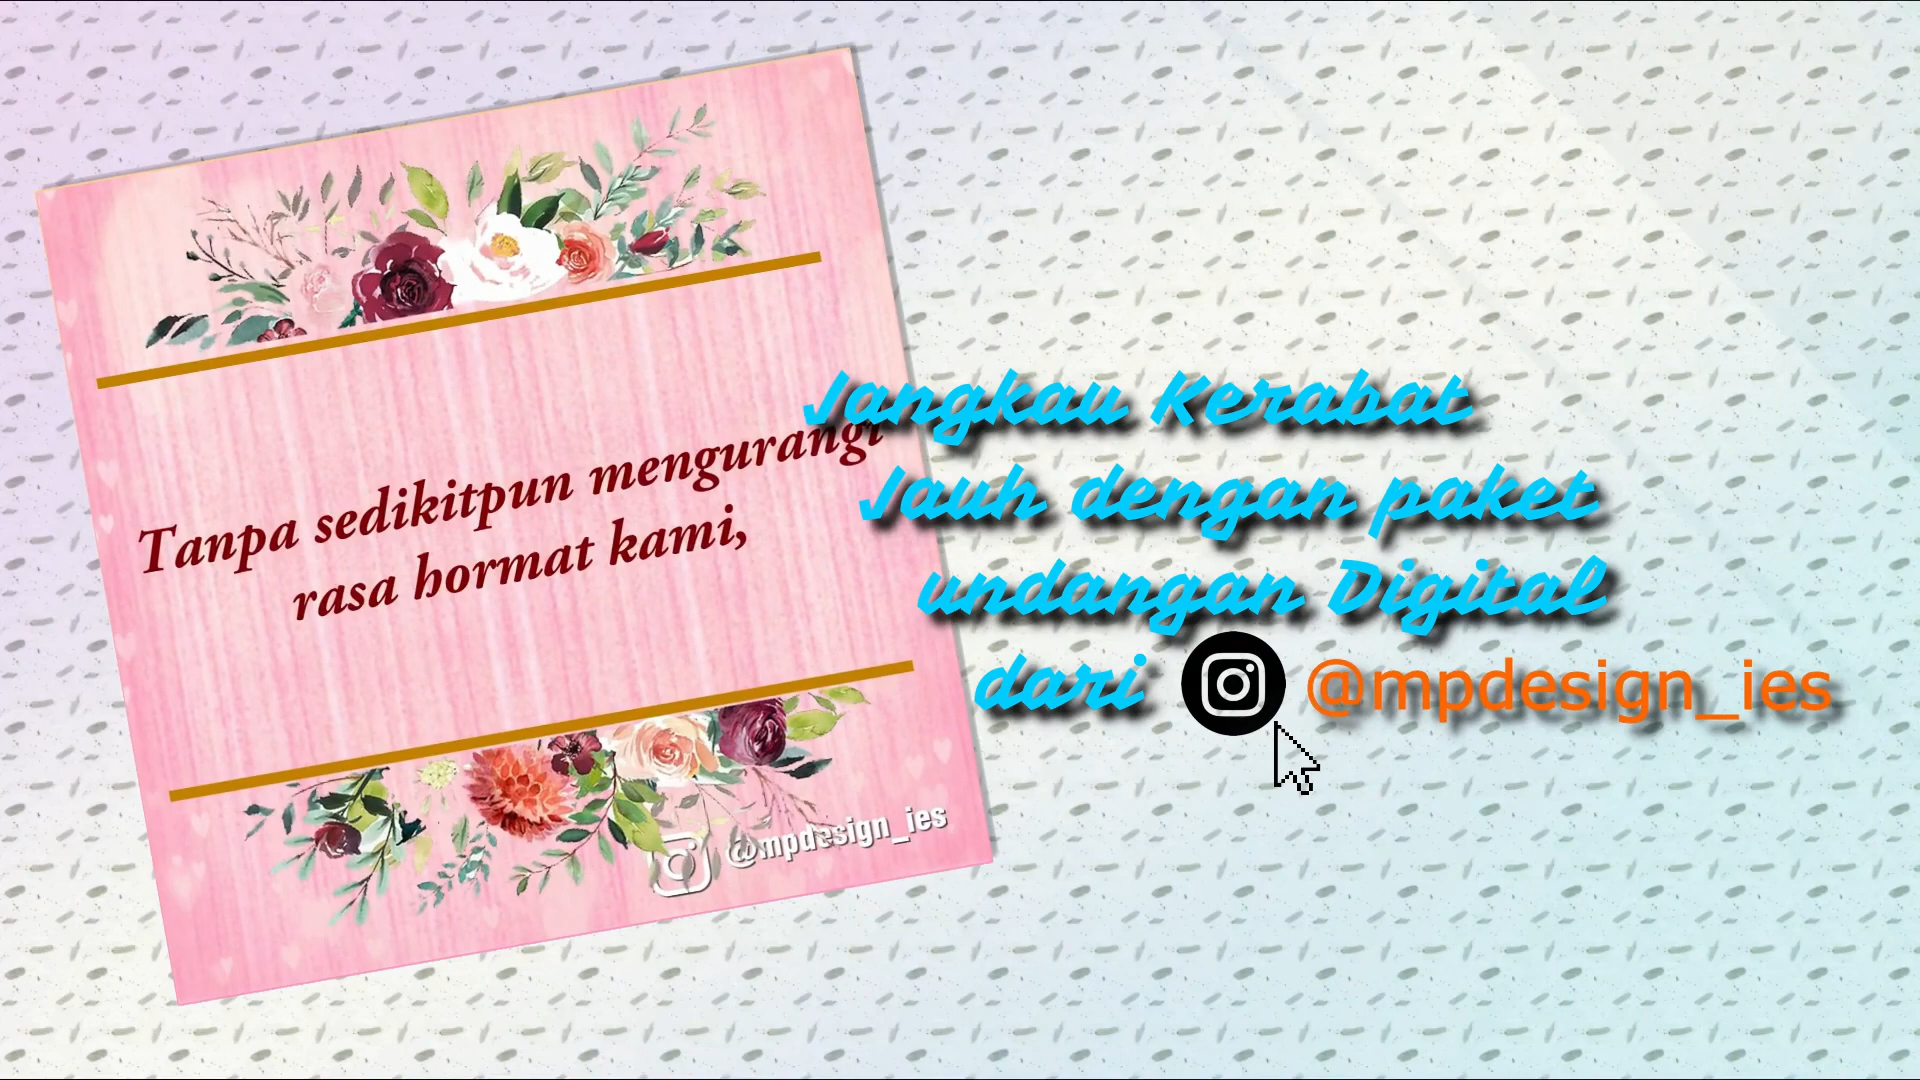 Tanpa sedikitpun mengurangi
rasa hormat kami,
@mpdesign_ies
Jangkau Kerabat
Jauh dengan paket
undangan Digital
dari @mpdesign_ies